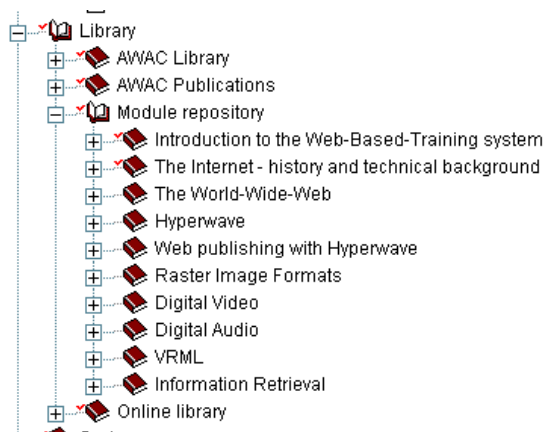 Library
AWAC Library
AWAC Publications
Module repository
Introduction to the Web-Based-Training system
The Internet - history and technical background
The World-Wide-Web
Hyperwave
Web publishing with Hyperwave
Raster Image Formats
Digital Video
Digital Audio
VRML
Information Retrieval
Online library